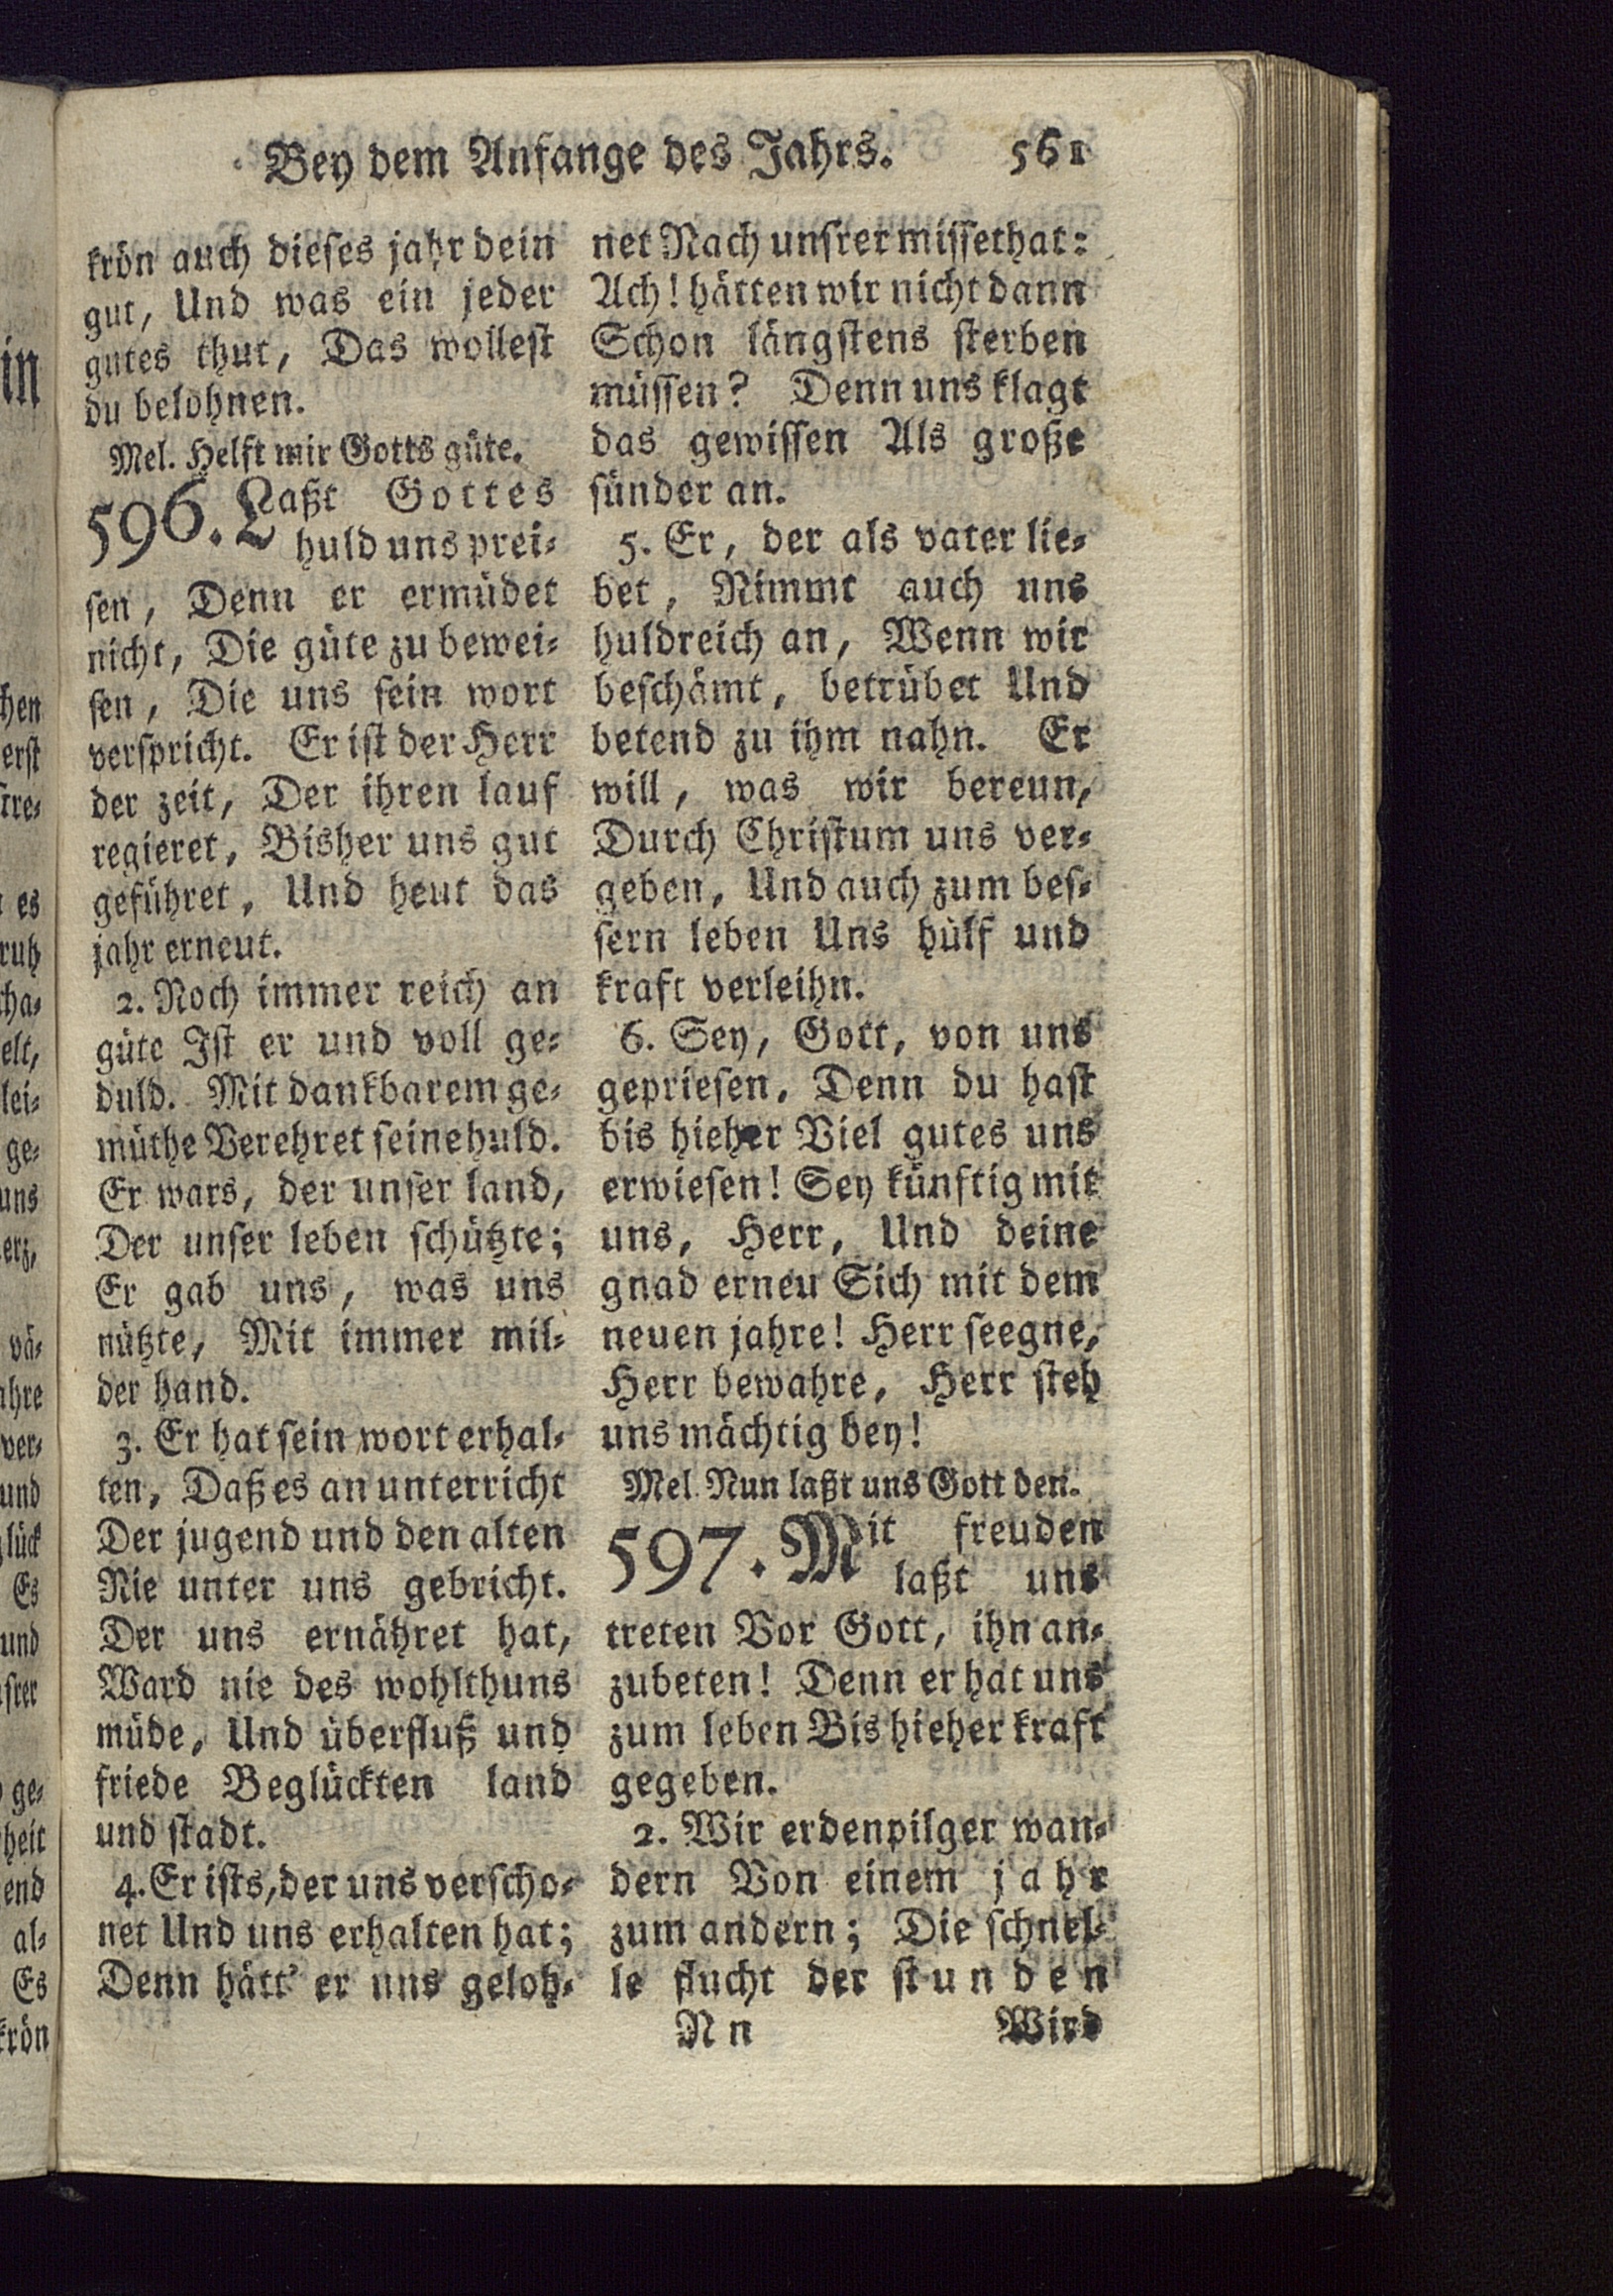 Bey dem Anfange des Jahrs. 561
krön auch dieses jahr dein
gut, Und was ein jeder
gutes thut, Das wollest
du belohnen.
Mel. Helft mir Gotts güte.
596. Laßt Gottes
huld uns prei-
sen, Denn er ermüdet
nicht, Die güte zu bewei-
sen, Die uns sein wort
verspricht. Er ist der Herr
der zeit, Der ihren lauf
regieret, Bisher uns gut
geführet, Und heut das
jahr erneut.
2. Noch immer reich an
güte Ist er und voll ge-
duld. Mit dankbarem ge-
müthe Verehret seine huld.
Er wars, der unser land,
Der unser leben schützte;
Er gab uns, was uns
nützte, Mit immer mil-
der hand.
3. Er hat sein wort erhal-
ten, Daß es an unterricht
Der jugend und den alten
Nie unter uns gebricht.
Der uns ernähret hat,
Ward nie des wohlthuns
müde, Und überfluß und
friede Beglückten land
und stadt.
4. Er ists, der uns verscho-
net Und uns erhalten hat;
Denn hätt' er uns geloh-
net Nach unsrer missethat:
Ach! hätten wir nicht dann
Schon längstens sterben
müssen? Denn uns klagt
das gewissen Als große
sünder an.
5. Er, der als vater lie-
bet, Nimmt auch uns
huldreich an, Wenn wir
beschämt, betrübet Und
betend zu ihm nahn. Er
will, was wir bereun,
Durch Christum uns ver-
geben, Und auch zum bes-
sern leben Uns hülf und
kraft verleihn.
6. Sey, Gott, von uns
gepriesen, Denn du hast
bis hieher Viel gutes uns
erwiesen! Sey künftig mit
uns, Herr, Und deine
gnad erneu Sich mit dem
neuen jahre! Herr seegne,
Herr bewahre, Herr steh
uns mächtig bey!
Mel. Nun laßt uns Gott den.
597. Mit freuden
laßt uns
treten Vor Gott, ihn an-
zubeten! Denn er hat uns
zum leben Bis hieher kraft
gegeben.
2. Wir erdenpilger wan-
dern Von einem jahr
zum andern; Die schnel-
le flucht der stunden
N n Wird